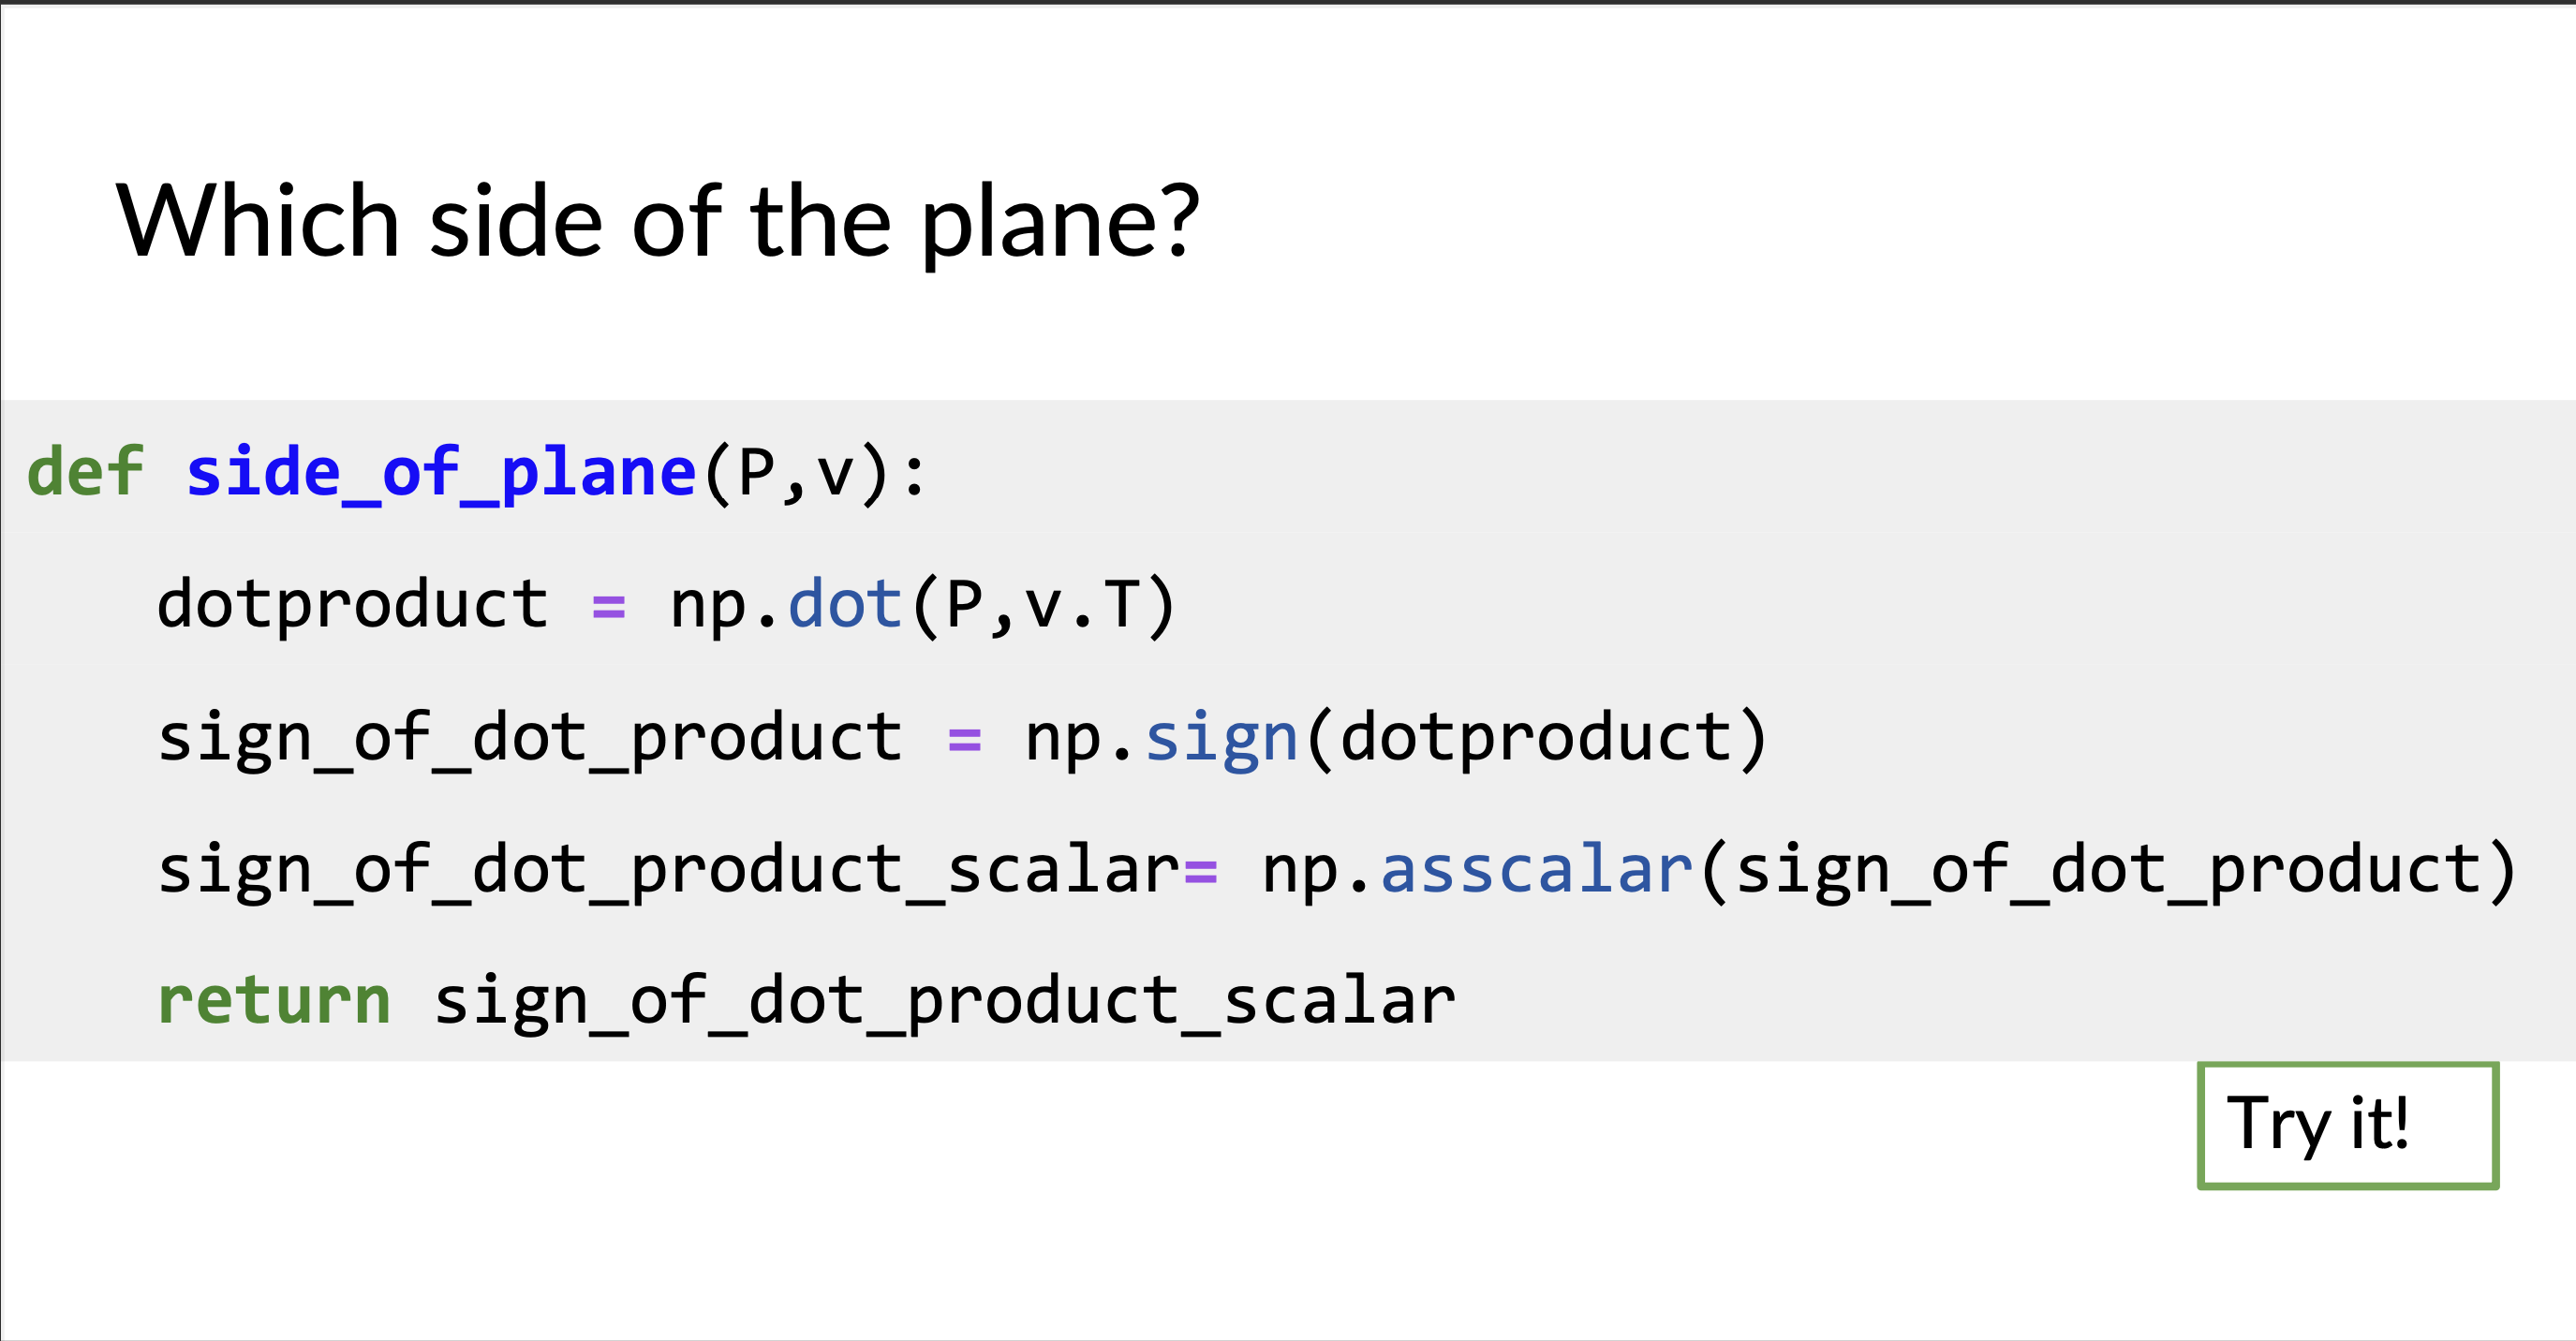 Which side of the plane?
def side_of_plane(P,v):
dotproduct = np.dot(P,v.T)
sign_of_dot_product = np.sign(dotproduct)
sign_of_dot_product_scalar= np.asscalar(sign_of_dot_product)
return sign_of_dot_product_scalar
Try it!